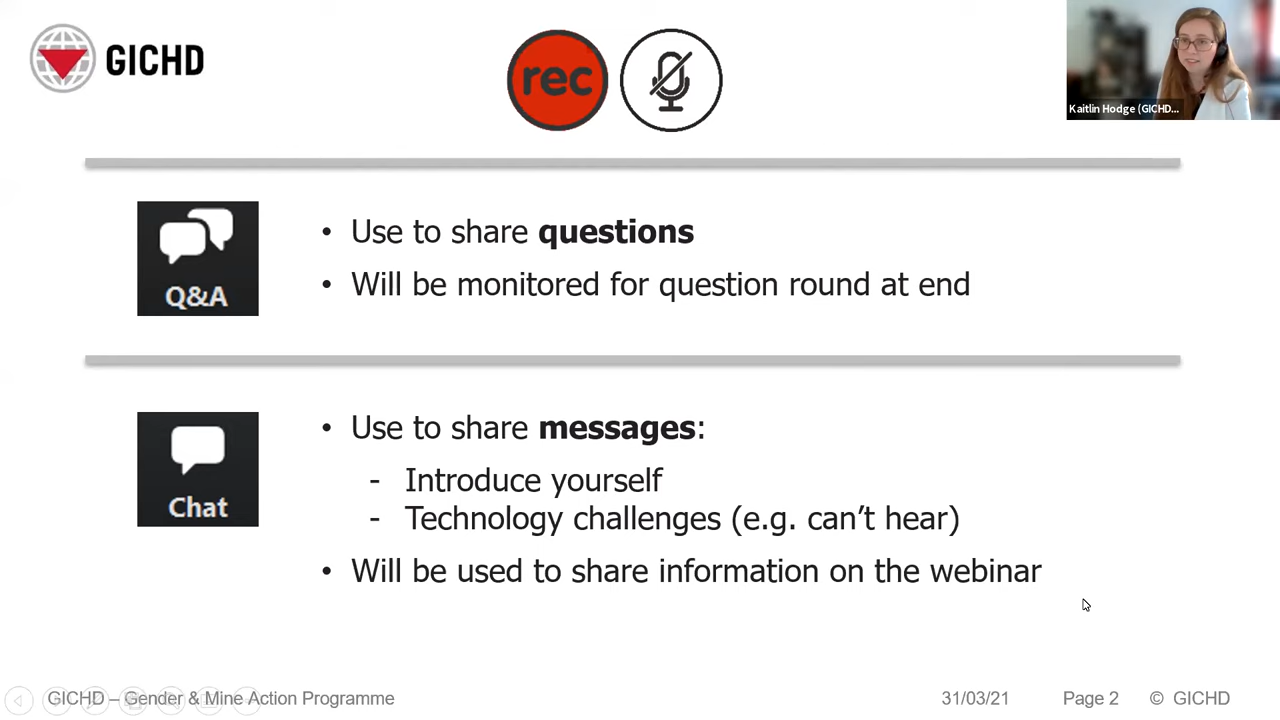 GICHD
rec
Kaitlin Hodge (GICHD...
Q&A
• Use to share questions
• Will be monitored for question round at end
Chat
• Use to share messages:
- Introduce yourself
- Technology challenges (e.g. can’t hear)
• Will be used to share information on the webinar
GICHD – Gender & Mine Action Programme
31/03/21
Page 2
© GICHD